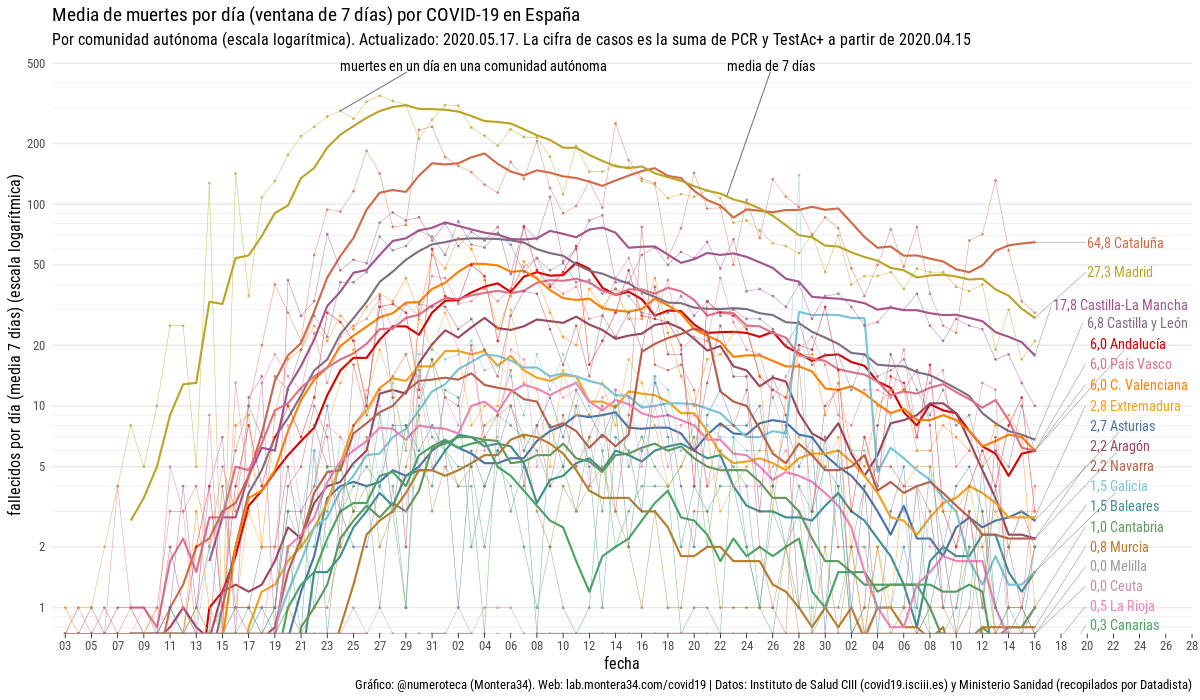 Media de muertes por día (ventana de 7 días) por COVID-19 en España
Por comunidad autónoma (escala logarítmica). Actualizado: 2020.05.17. La cifra de casos es la suma de PCR y TestAc+ a partir de 2020.04.15
muertes en un día en una comunidad autónoma
media de 7 días
fallecidos por día (media 7 días) (escala logarítmica)
500
200
100
50
20
10
5
2
1
64,8 Cataluña
27,3 Madrid
17,8 Castilla-La Mancha
6,8 Castilla y León
6,0 Andalucía
6,0 País Vasco
6,0 C. Valenciana
2,8 Extremadura
2,7 Asturias
2,2 Aragón
2,2 Navarra
1,5 Galicia
1,5 Baleares
1,0 Cantabria
0,8 Murcia
0,0 Melilla
0,0 Ceuta
0,5 La Rioja
0,3 Canarias
03 05 07 09 11 13 15 17 19 21 23 25 27 29 31 02 04 06 08 10 12 14 16 18 20 22 24 26 28 30 02 04 06 08 10 12 14 16 18 20 22 24 26 28
fecha
Gráfico: @numeroteca (Montera34). Web: lab.montera34.com/covid19 | Datos: Instituto de Salud CIII (covid19.isciii.es) y Ministerio Sanidad (recopilados por Datadista)